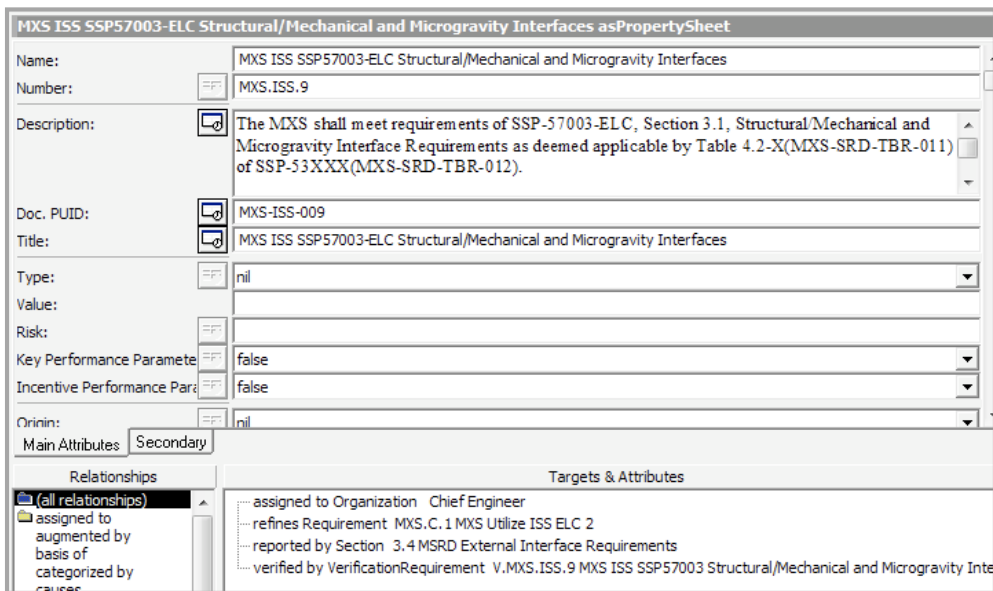 MXS ISS SSP57003-ELC Structural/Mechanical and Microgravity Interfaces asPropertySheet
Name: MXS ISS SSP57003-ELC Structural/Mechanical and Microgravity Interfaces
Number: MXS.ISS.9
Description: The MXS shall meet requirements of SSP-57003-ELC, Section 3.1, Structural/Mechanical and
Microgravity Interface Requirements as deemed applicable by Table 4.2-X(MXS-SRD-TBR-011)
of SSP-53XXX(MXS-SRD-TBR-012).
Doc. PUID: MXS-ISS-009
Title: MXS ISS SSP57003-ELC Structural/Mechanical and Microgravity Interfaces
Type: nil
Value:
Risk:
Key Performance Paramete false
Incentive Performance Para false
Origin: nil
Main Attributes Secondary
Relationships
(all relationships)
assigned to
augmented by
basis of
categorized by
causes
Targets & Attributes
assigned to Organization Chief Engineer
refines Requirement MXS.C.1 MXS Utilize ISS ELC 2
reported by Section 3.4 MSRD External Interface Requirements
verified by VerificationRequirement V.MXS.ISS.9 MXS ISS SSP57003 Structural/Mechanical and Microgravity Inte